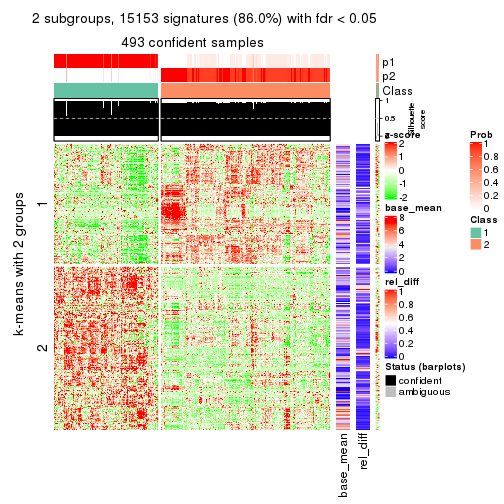 2 subgroups, 15153 signatures (86.0%) with fdr < 0.05
493 confident samples
p1
p2
Class
1
0.5
0
Silhouette
score
k-means with 2 groups
1
2
base_mean
rel_diff
z-score
2
1
0
-1
-2
base_mean
8
6
4
2
0
rel_diff
1
0.8
0.6
0.4
0.2
0
Status (barplots)
confident
ambiguous
Prob
1
0.8
0.6
0.4
0.2
0
Class
1
2